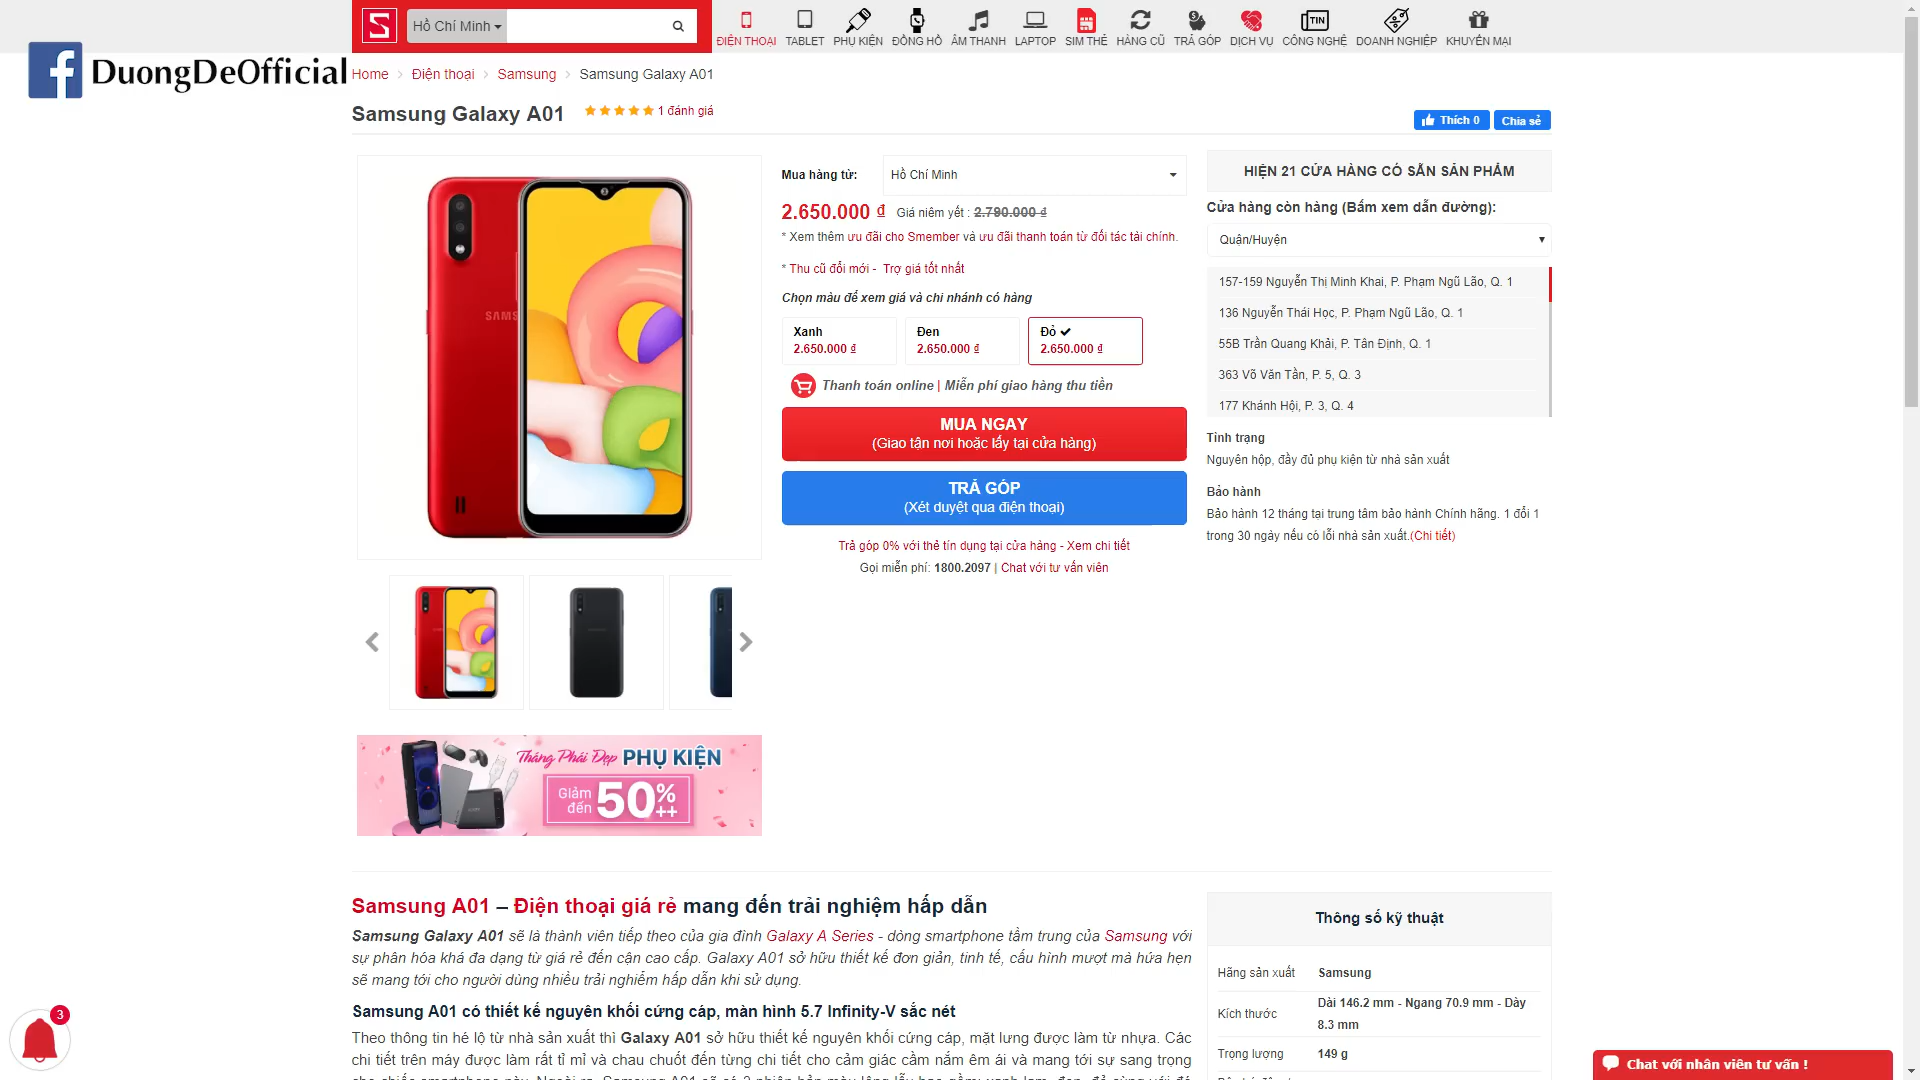 Hồ Chí Minh
ĐIỆN THOẠI
TABLET
PHỤ KIỆN
ĐỒNG HỒ
ÂM THANH
LAPTOP
SIM THẺ
HÀNG CŨ
TRẢ GÓP
DỊCH VỤ
TIN
CÔNG NGHỆ
DOANH NGHIỆP
KHUYẾN MẠI
DuongDeOfficial
Home > Điện thoại > Samsung > Samsung Galaxy A01
Samsung Galaxy A01
1 đánh giá
Thích 0
Chia sẻ
Mua hàng từ:
Hồ Chí Minh
2.650.000 ₫ Giá niêm yết : 2.790.000 ₫
* Xem thêm ưu đãi cho Smember và ưu đãi thanh toán từ đối tác tài chính.
* Thu cũ đổi mới - Trợ giá tốt nhất
Chọn màu để xem giá và chi nhánh có hàng
Xanh
2.650.000 ₫
Đen
2.650.000 ₫
Đỏ
2.650.000 ₫
Thanh toán online | Miễn phí giao hàng thu tiền
MUA NGAY
(Giao tận nơi hoặc lấy tại cửa hàng)
TRẢ GÓP
(Xét duyệt qua điện thoại)
Trả góp 0% với thẻ tín dụng tại cửa hàng - Xem chi tiết
Gọi miễn phí: 1800.2097 | Chat với tư vấn viên
HIỆN 21 CỬA HÀNG CÓ SẴN SẢN PHẨM
Cửa hàng còn hàng (Bấm xem dẫn đường):
Quận/Huyện
157-159 Nguyễn Thị Minh Khai, P. Phạm Ngũ Lão, Q. 1
136 Nguyễn Thái Học, P. Phạm Ngũ Lão, Q. 1
55B Trần Quang Khải, P. Tân Định, Q. 1
363 Võ Văn Tần, P. 5, Q. 3
177 Khánh Hội, P. 3, Q. 4
Tình trạng
Nguyên hộp, đầy đủ phụ kiện từ nhà sản xuất
Bảo hành
Bảo hành 12 tháng tại trung tâm bảo hành Chính hãng. 1 đổi 1
trong 30 ngày nếu có lỗi nhà sản xuất.(Chi tiết)
Tháng Phái Đẹp PHỤ KIỆN
Giảm
đến 50%++
Samsung A01 – Điện thoại giá rẻ mang đến trải nghiệm hấp dẫn
Samsung Galaxy A01 sẽ là thành viên tiếp theo của gia đình Galaxy A Series - dòng smartphone tầm trung của Samsung với
sự phân hóa khá đa dạng từ giá rẻ đến cận cao cấp. Galaxy A01 sở hữu thiết kế đơn giản, tinh tế, cấu hình mượt mà hứa hẹn
sẽ mang tới cho người dùng nhiều trải nghiệm hấp dẫn khi sử dụng.
Samsung A01 có thiết kế nguyên khối cứng cáp, màn hình 5.7 Infinity-V sắc nét
Theo thông tin hé lộ từ nhà sản xuất thì Galaxy A01 sở hữu thiết kế nguyên khối cứng cáp, mặt lưng được làm từ nhựa. Các
chi tiết trên máy được làm rất tỉ mỉ và chau chuốt đến từng chi tiết cho cảm giác cầm nắm êm ái và mang tới sự sang trọng
Thông số kỹ thuật
Hãng sản xuất
Samsung
Kích thước
Dài 146.2 mm - Ngang 70.9 mm - Dày
8.3 mm
Trọng lượng
149 g
3
Chat với nhân viên tư vấn !